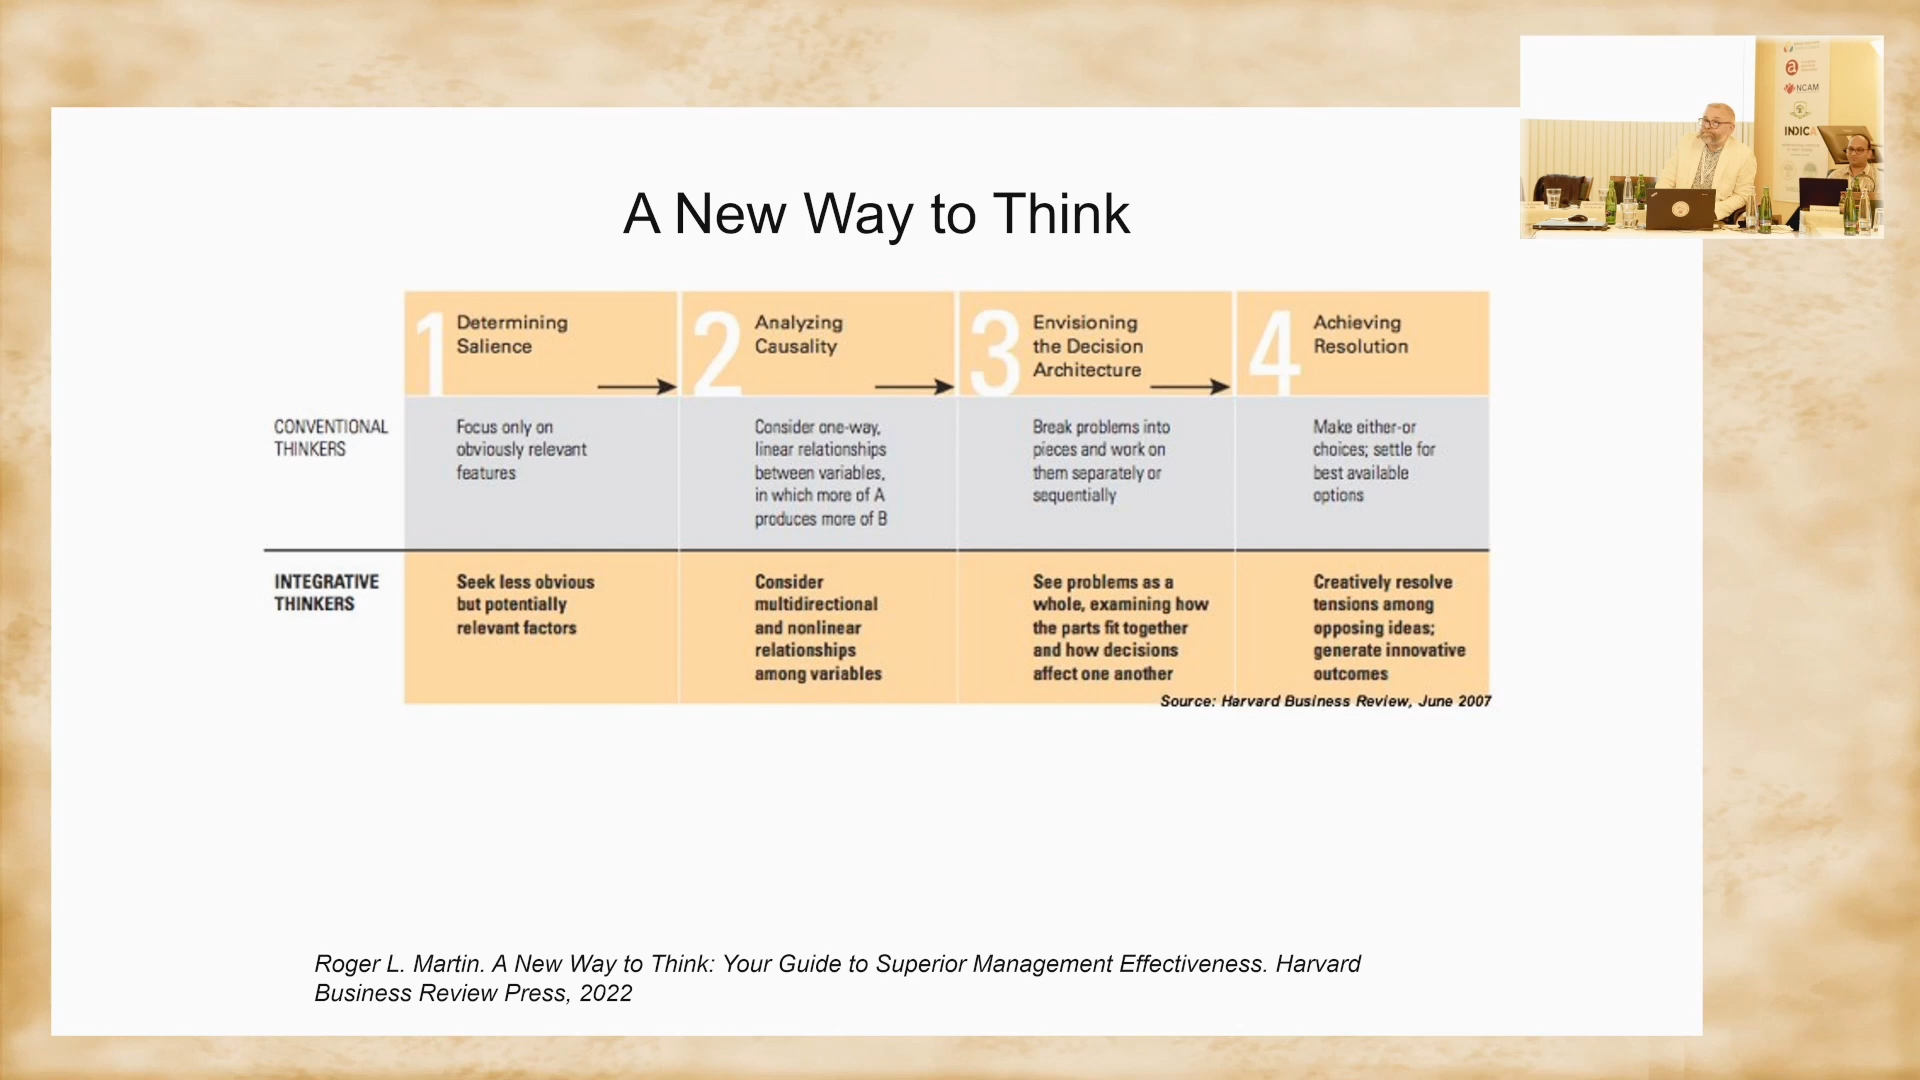 A New Way to Think
1 Determining
Salience
2 Analyzing
Causality
3 Envisioning
the Decision
Architecture
4 Achieving
Resolution
CONVENTIONAL
THINKERS
Focus only on
obviously relevant
features
Consider one-way,
linear relationships
between variables,
in which more of A
produces more of B
Break problems into
pieces and work on
them separately or
sequentially
Make either-or
choices; settle for
best available
options
INTEGRATIVE
THINKERS
Seek less obvious
but potentially
relevant factors
Consider
multidirectional
and nonlinear
relationships
among variables
See problems as a
whole, examining how
the parts fit together
and how decisions
affect one another
Creatively resolve
tensions among
opposing ideas;
generate innovative
outcomes
Source: Harvard Business Review, June 2007
Roger L. Martin. A New Way to Think: Your Guide to Superior Management Effectiveness. Harvard
Business Review Press, 2022
NCAM
INDICA